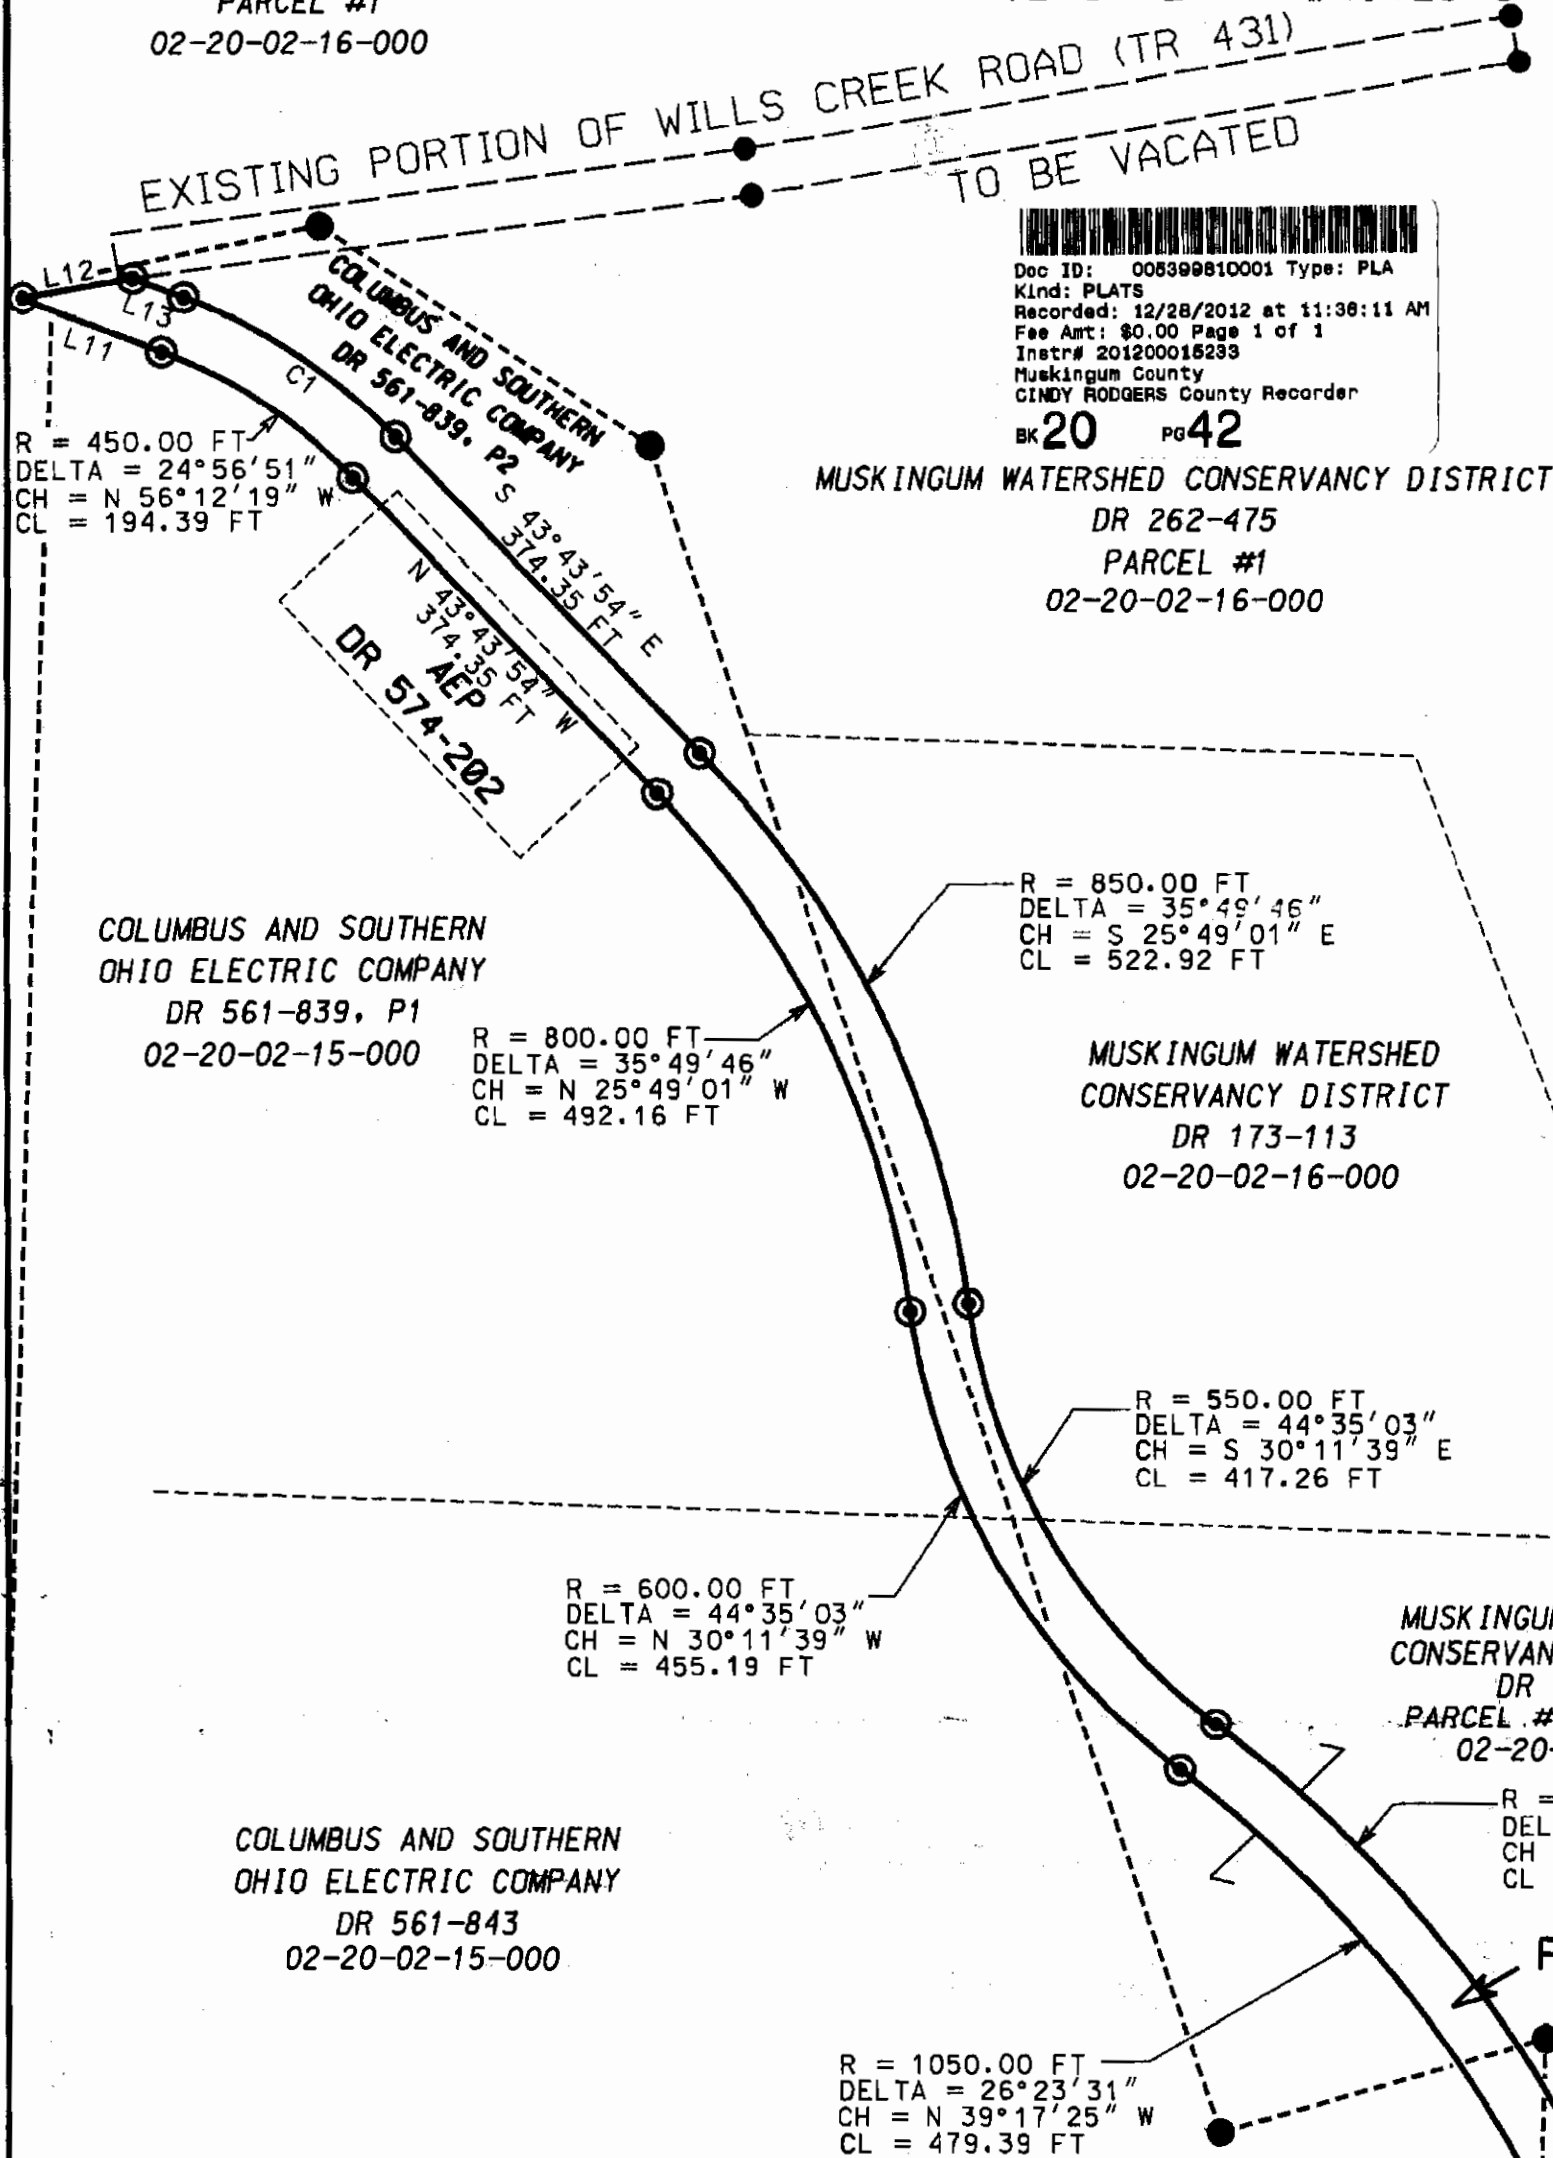 PARCEL #1
02-20-02-16-000
EXISTING PORTION OF WILLS CREEK ROAD (TR 431)
TO BE VACATED
Doc ID: 005399810001 Type: PLA
Kind: PLATS
Recorded: 12/28/2012 at 11:36:11 AM
Fee Amt: $0.00 Page 1 of 1
Instr# 201200015233
Muskingum County
CINDY RODGERS County Recorder
BK 20 PG 42
MUSKINGUM WATERSHED CONSERVANCY DISTRICT
DR 262-475
PARCEL #1
02-20-02-16-000
L12
L13
L11
C1
COLUMBUS AND SOUTHERN
OHIO ELECTRIC COMPANY
DR 561-839, P2
R = 450.00 FT
DELTA = 24°56'51"
CH = N 56°12'19" W
CL = 194.39 FT
S 43°43'54" E
374.35 FT
N 43°43'54" W
374.35 FT
AEP
DR 574-202
R = 850.00 FT
DELTA = 35°49'46"
CH = S 25°49'01" E
CL = 522.92 FT
COLUMBUS AND SOUTHERN
OHIO ELECTRIC COMPANY
DR 561-839, P1
02-20-02-15-000
R = 800.00 FT
DELTA = 35°49'46"
CH = N 25°49'01" W
CL = 492.16 FT
MUSKINGUM WATERSHED
CONSERVANCY DISTRICT
DR 173-113
02-20-02-16-000
R = 550.00 FT
DELTA = 44°35'03"
CH = S 30°11'39" E
CL = 417.26 FT
R = 600.00 FT
DELTA = 44°35'03"
CH = N 30°11'39" W
CL = 455.19 FT
MUSKINGU
CONSERVAN
DR
PARCEL #
02-20-
R =
DEL
CH
CL
COLUMBUS AND SOUTHERN
OHIO ELECTRIC COMPANY
DR 561-843
02-20-02-15-000
R = 1050.00 FT
DELTA = 26°23'31"
CH = N 39°17'25" W
CL = 479.39 FT